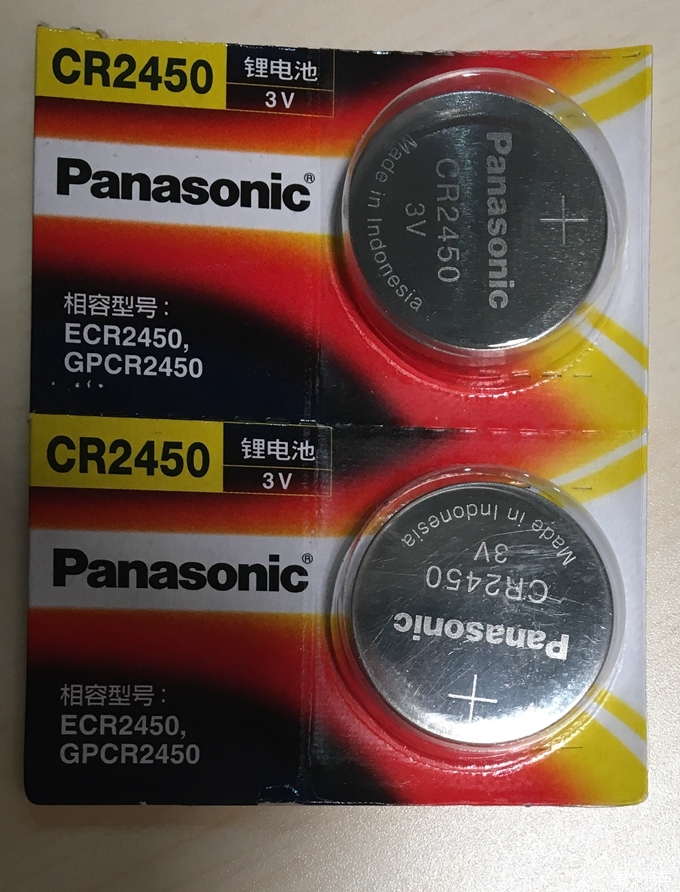 CR2450
锂电池
3V
Panasonic®
相容型号：
ECR2450,
GPCR2450
Panasonic
CR2450
3V
Made in Indonesia
CR2450
锂电池
3V
Panasonic®
相容型号：
ECR2450,
GPCR2450
Made in Indonesia
3V
CR2450
Panasonic